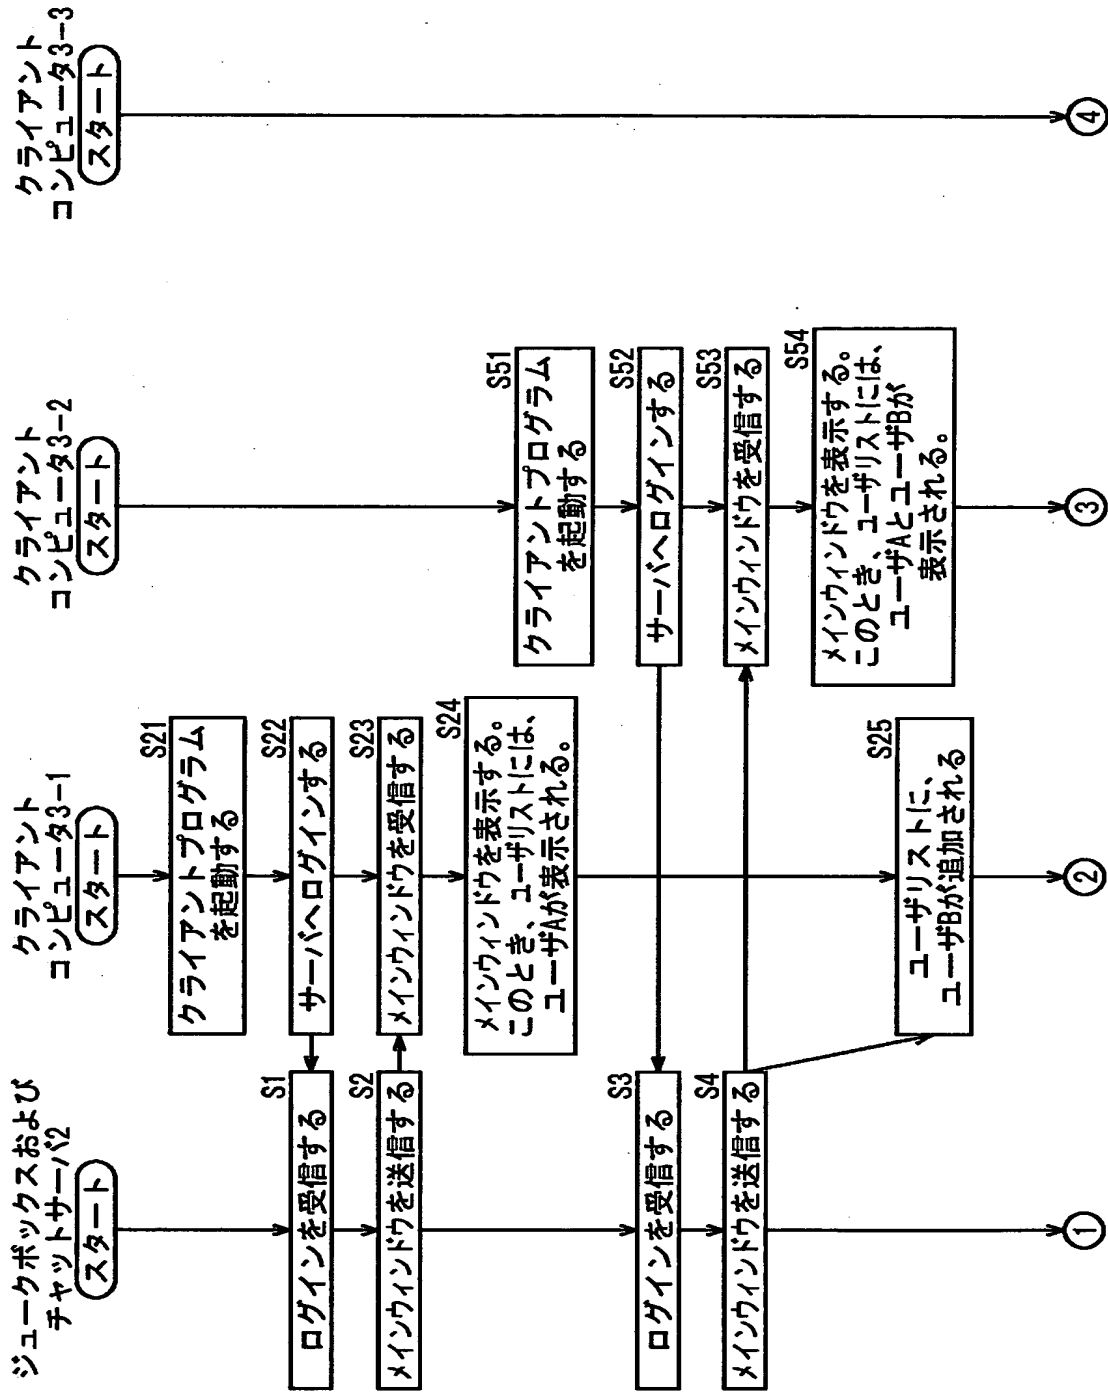 ジュークボックスおよび
チャットサーバ2
スタート
S1
ログインを受信する
S2
メインウィンドウを送信する
S3
ログインを受信する
S4
メインウィンドウを送信する
1
クライアント
コンピュータ3-1
スタート
S21
クライアントプログラム
を起動する
S22
サーバへログインする
S23
メインウィンドウを受信する
S24
メインウィンドウを表示する。
このとき、ユーザリストには、
ユーザAが表示される。
S25
ユーザリストに、
ユーザBが追加される
2
クライアント
コンピュータ3-2
スタート
S51
クライアントプログラム
を起動する
S52
サーバへログインする
S53
メインウィンドウを受信する
S54
メインウィンドウを表示する。
このとき、ユーザリストには、
ユーザAとユーザBが
表示される。
3
クライアント
コンピュータ3-3
スタート
4